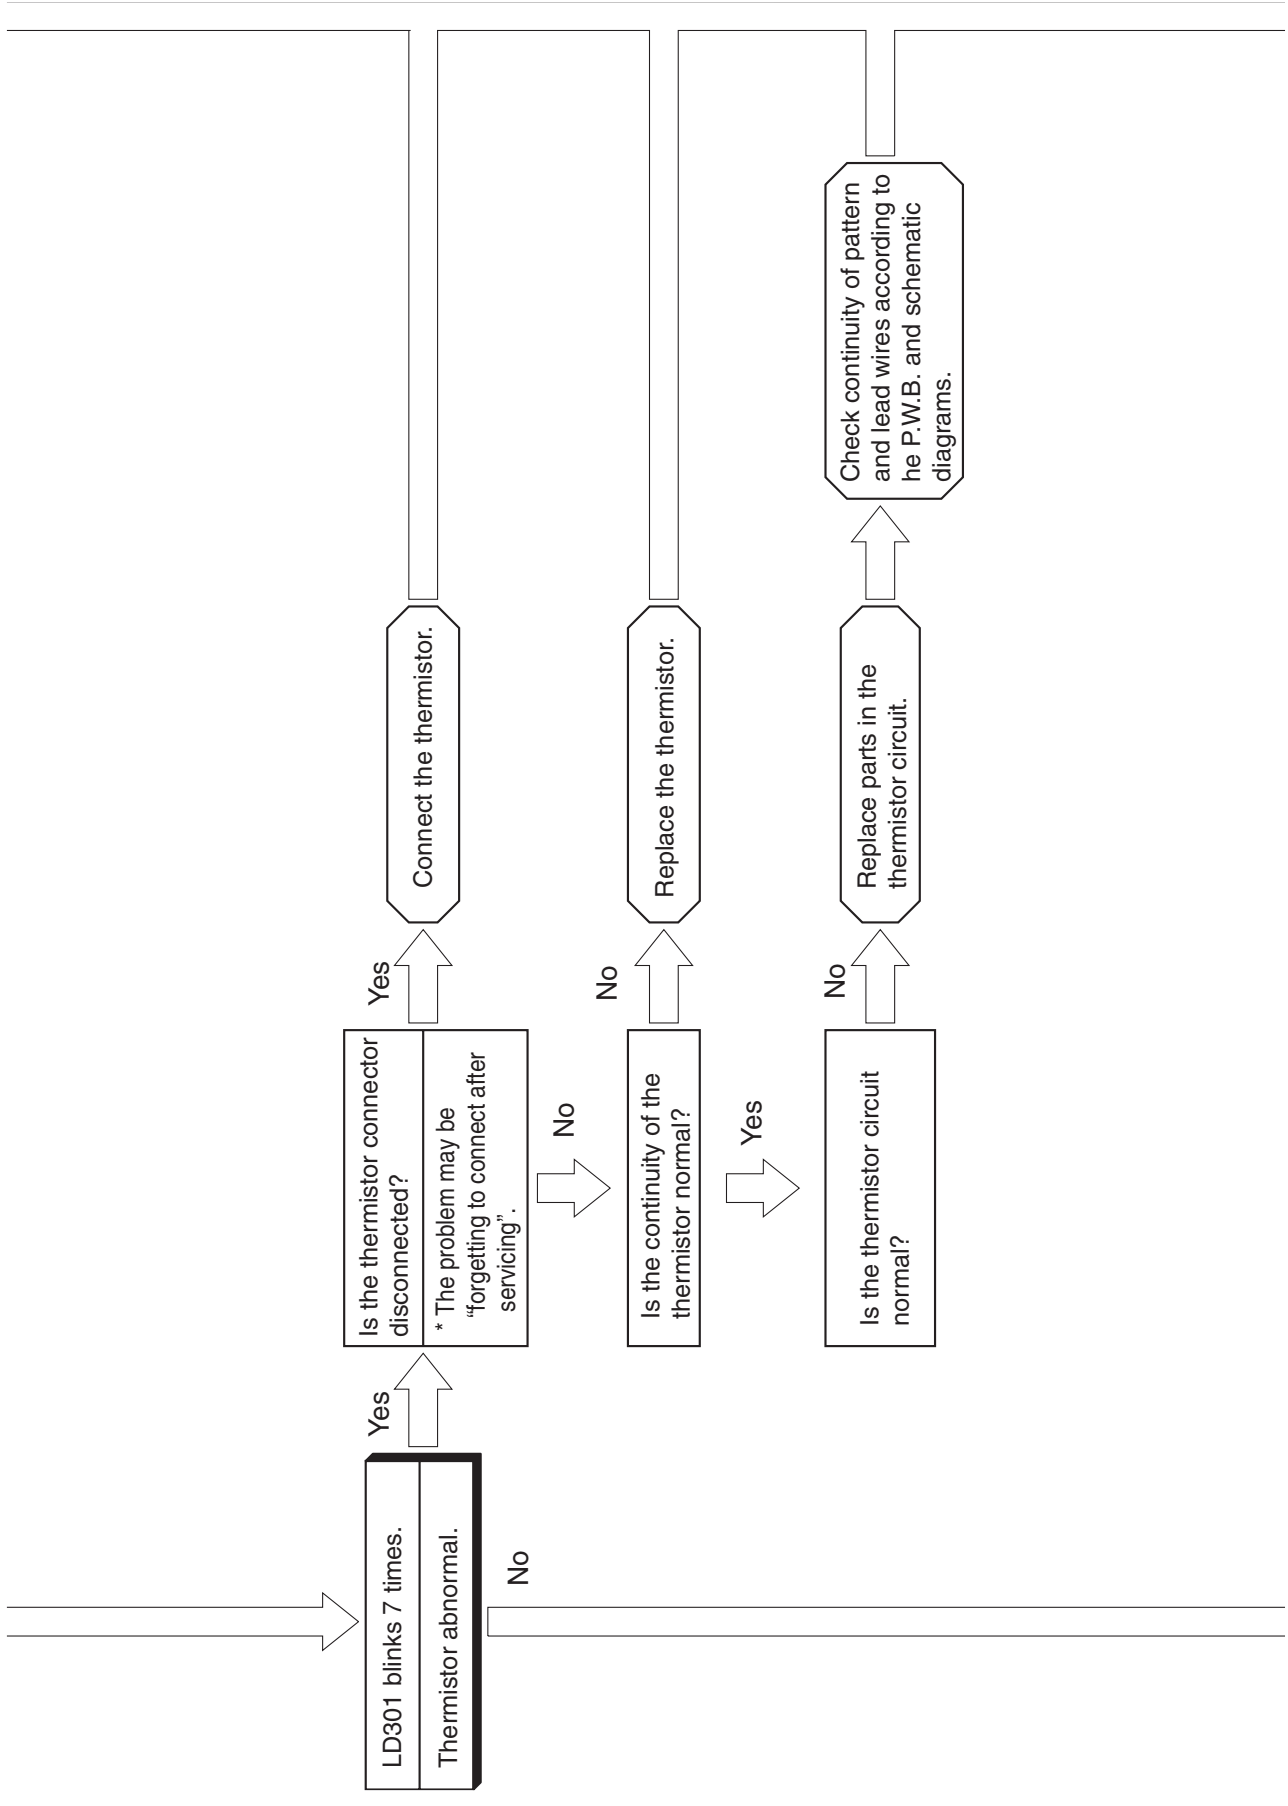 LD301 blinks 7 times.
Thermistor abnormal.
Yes
No
Is the thermistor connector
disconnected?
* The problem may be
“forgetting to connect after
servicing”.
Yes
Connect the thermistor.
No
Is the continuity of the
thermistor normal?
No
Replace the thermistor.
Yes
Is the thermistor circuit
normal?
No
Replace parts in the
thermistor circuit.
Check continuity of pattern
and lead wires according to
he P.W.B. and schematic
diagrams.